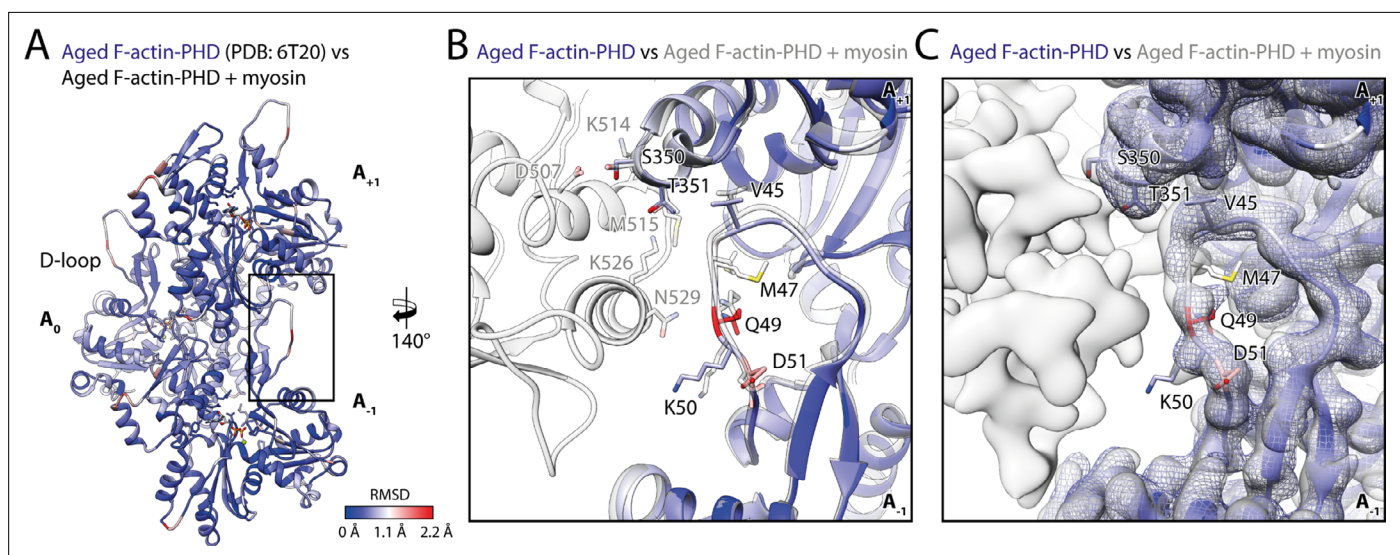 A
Aged F-actin-PHD (PDB: 6T20) vs
Aged F-actin-PHD + myosin
A+1
D-loop
A0
A-1
140°
RMSD
0 Å 1.1 Å 2.2 Å
B
Aged F-actin-PHD vs Aged F-actin-PHD + myosin
A+1
K514
S350
D507
T351
V45
M515
K526
M47
N529
Q49
D51
K50
A-1
C
Aged F-actin-PHD vs Aged F-actin-PHD + myosin
A+1
S350
T351
V45
M47
Q49
D51
K50
A-1